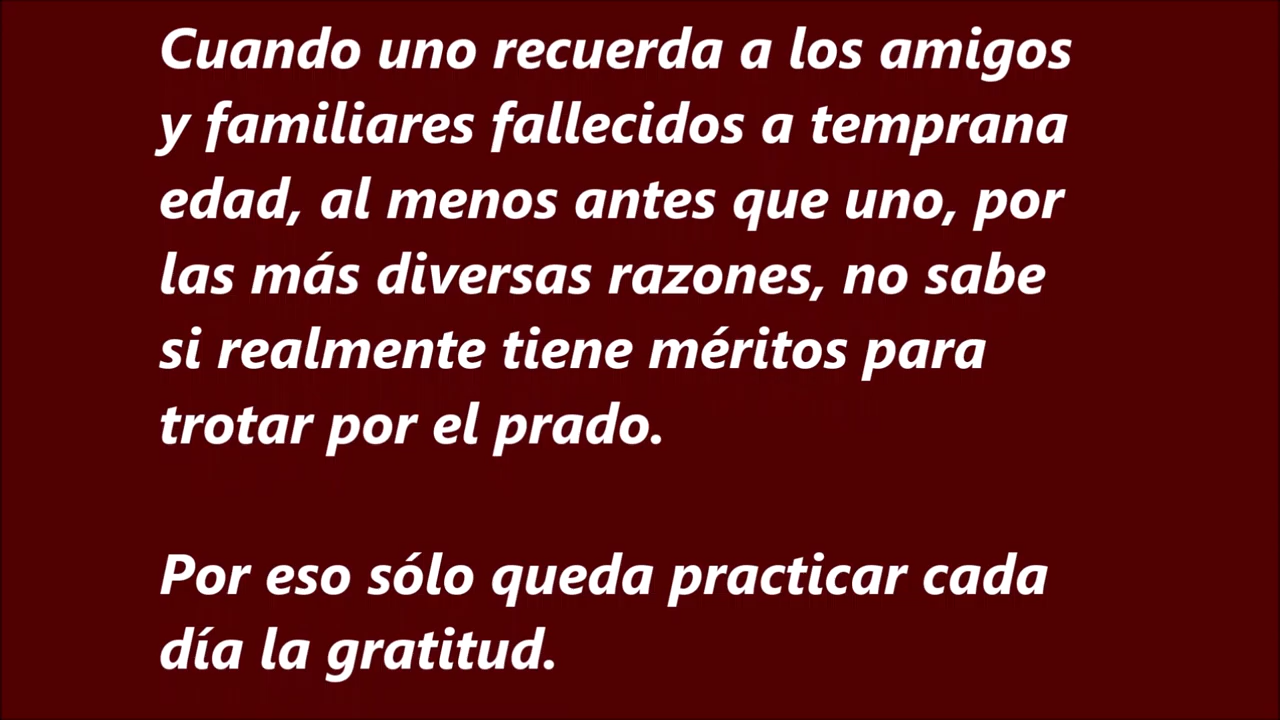 Cuando uno recuerda a los amigos
y familiares fallecidos a temprana
edad, al menos antes que uno, por
las más diversas razones, no sabe
si realmente tiene méritos para
trotar por el prado.
Por eso sólo queda practicar cada
día la gratitud.